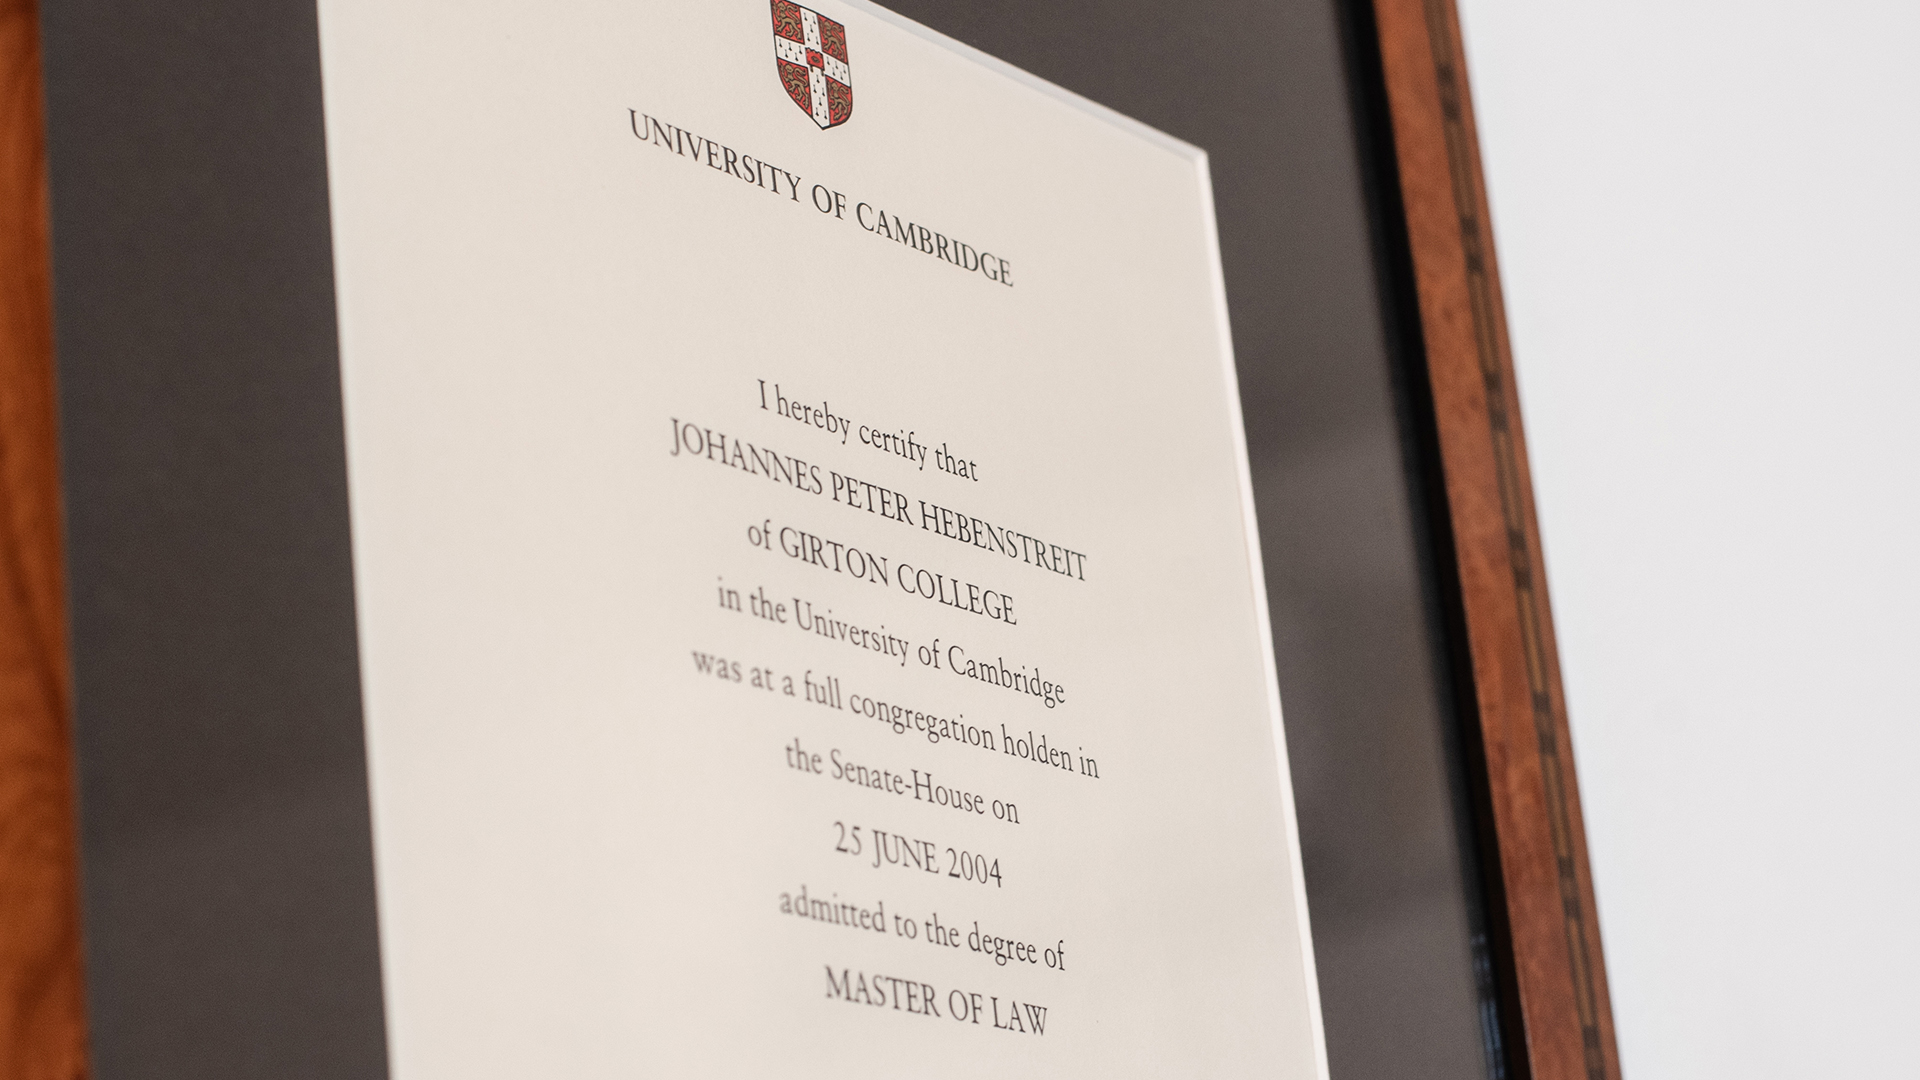 UNIVERSITY OF CAMBRIDGE
I hereby certify that
JOHANNES PETER HEBENSTREIT
of GIRTON COLLEGE
in the University of Cambridge
was at a full congregation holden in
the Senate-House on
25 JUNE 2004
admitted to the degree of
MASTER OF LAW